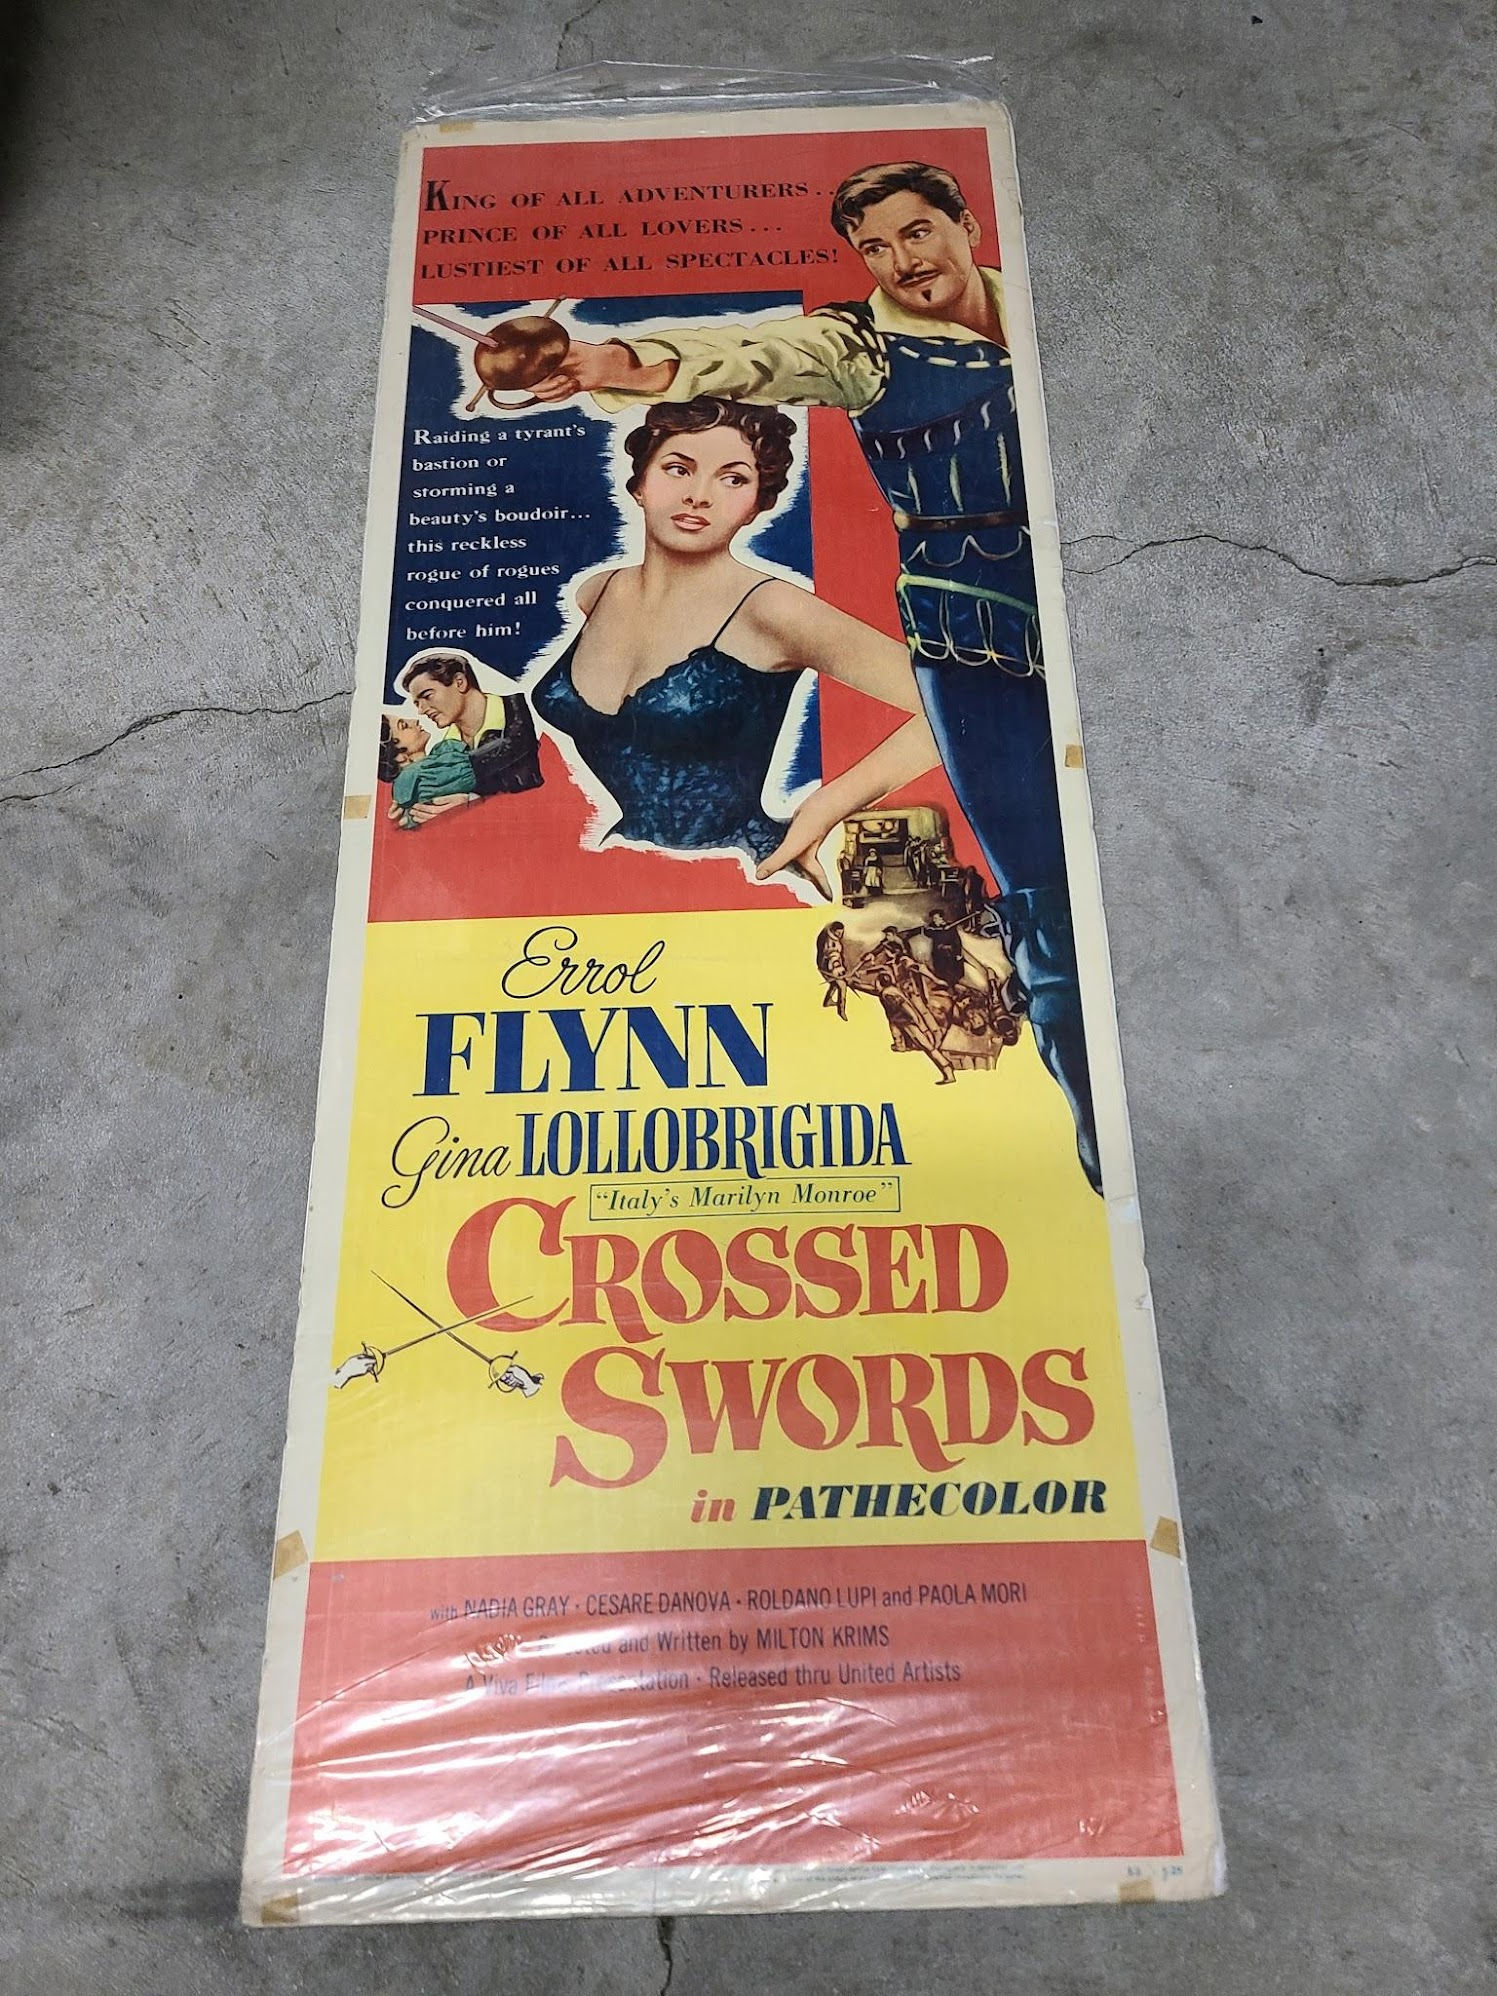 KING OF ALL ADVENTURERS...
PRINCE OF ALL LOVERS...
LUSTIEST OF ALL SPECTACLES!
Raiding a tyrant's
bastion or
storming a
beauty's boudoir...
this reckless
rogue of rogues
conquered all
before him!
Errol
FLYNN
Gina LOLLOBRIGIDA
"Italy's Marilyn Monroe"
CROSSED
SWORDS
in PATHECOLOR
with NADIA GRAY · CESARE DANOVA · ROLDANO LUPI and PAOLA MORI
Directed and Written by MILTON KRIMS
A Viva Films Presentation · Released thru United Artists